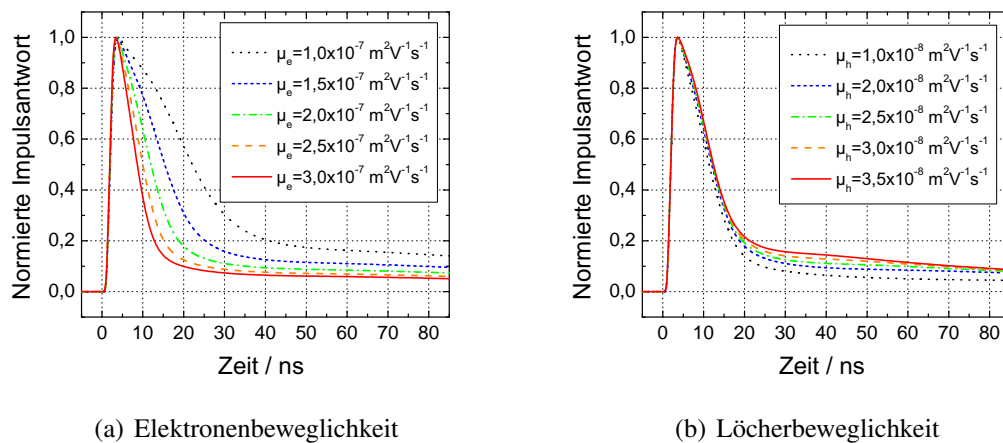 Normierte Impulsantwort
1,0
0,8
0,6
0,4
0,2
0,0
μe=1,0x10⁻⁷ m²V⁻¹s⁻¹
μe=1,5x10⁻⁷ m²V⁻¹s⁻¹
μe=2,0x10⁻⁷ m²V⁻¹s⁻¹
μe=2,5x10⁻⁷ m²V⁻¹s⁻¹
μe=3,0x10⁻⁷ m²V⁻¹s⁻¹
0 10 20 30 40 50 60 70 80
Zeit / ns
(a) Elektronenbeweglichkeit
Normierte Impulsantwort
1,0
0,8
0,6
0,4
0,2
0,0
μh=1,0x10⁻⁸ m²V⁻¹s⁻¹
μh=2,0x10⁻⁸ m²V⁻¹s⁻¹
μh=2,5x10⁻⁸ m²V⁻¹s⁻¹
μh=3,0x10⁻⁸ m²V⁻¹s⁻¹
μh=3,5x10⁻⁸ m²V⁻¹s⁻¹
0 10 20 30 40 50 60 70 80
Zeit / ns
(b) Löcherbeweglichkeit